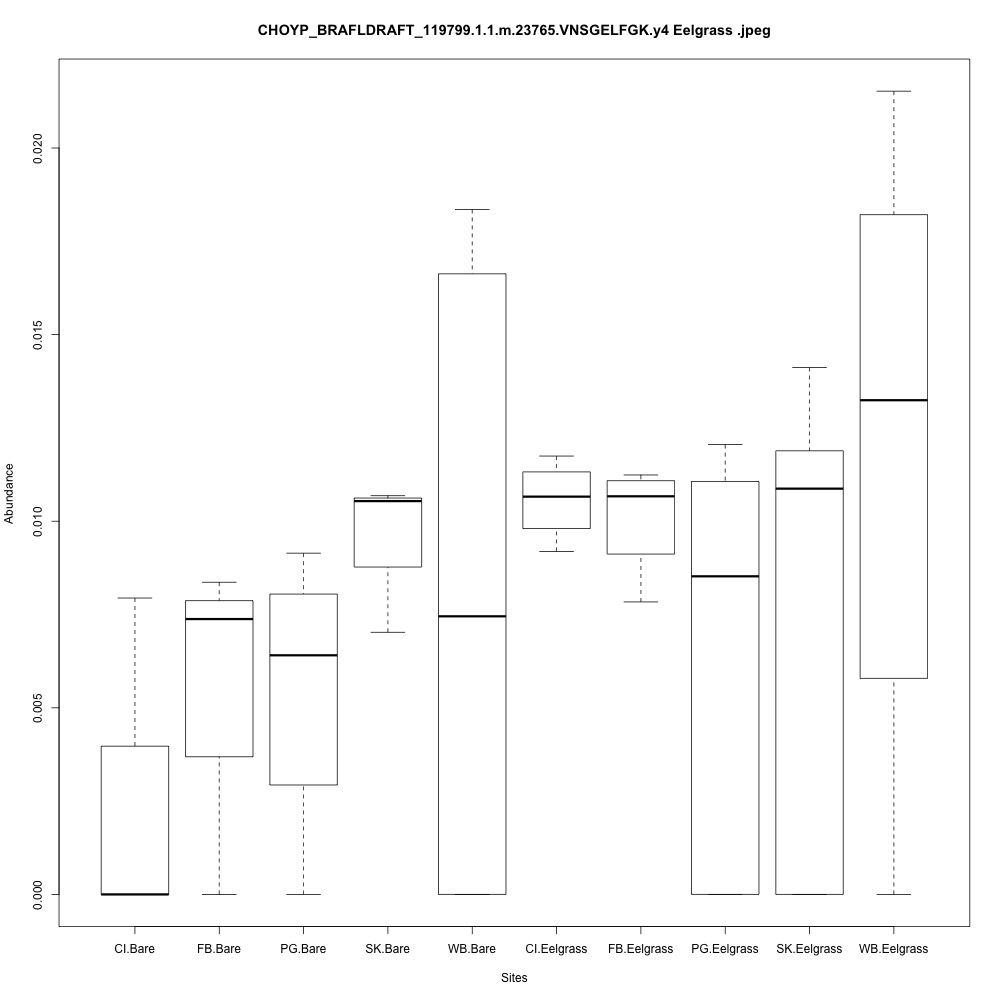 CHOYP_BRAFLDRAFT_119799.1.1.m.23765.VNSGELFGK.y4 Eelgrass .jpeg
0.020
0.015
0.010
0.005
0.000
Abundance
CI.Bare
FB.Bare
PG.Bare
SK.Bare
WB.Bare
CI.Eelgrass
FB.Eelgrass
PG.Eelgrass
SK.Eelgrass
WB.Eelgrass
Sites